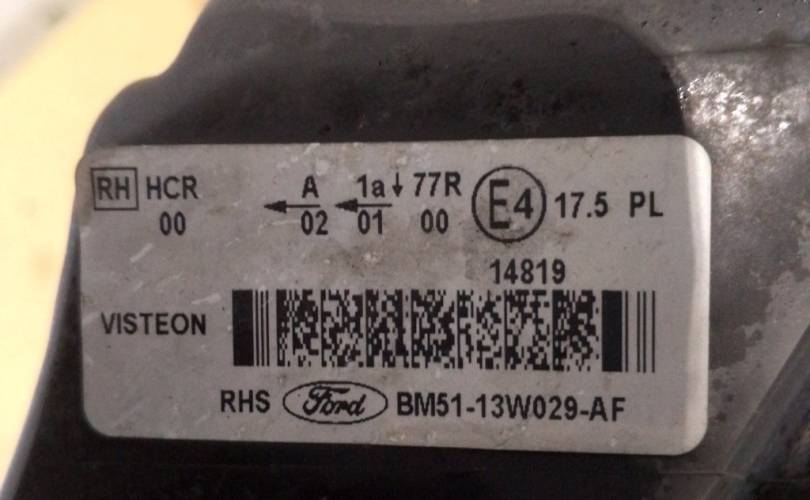 RH HCR A 1a 77R E4 17.5 PL
00 02 01 00
14819
VISTEON
RHS Ford BM51-13W029-AF